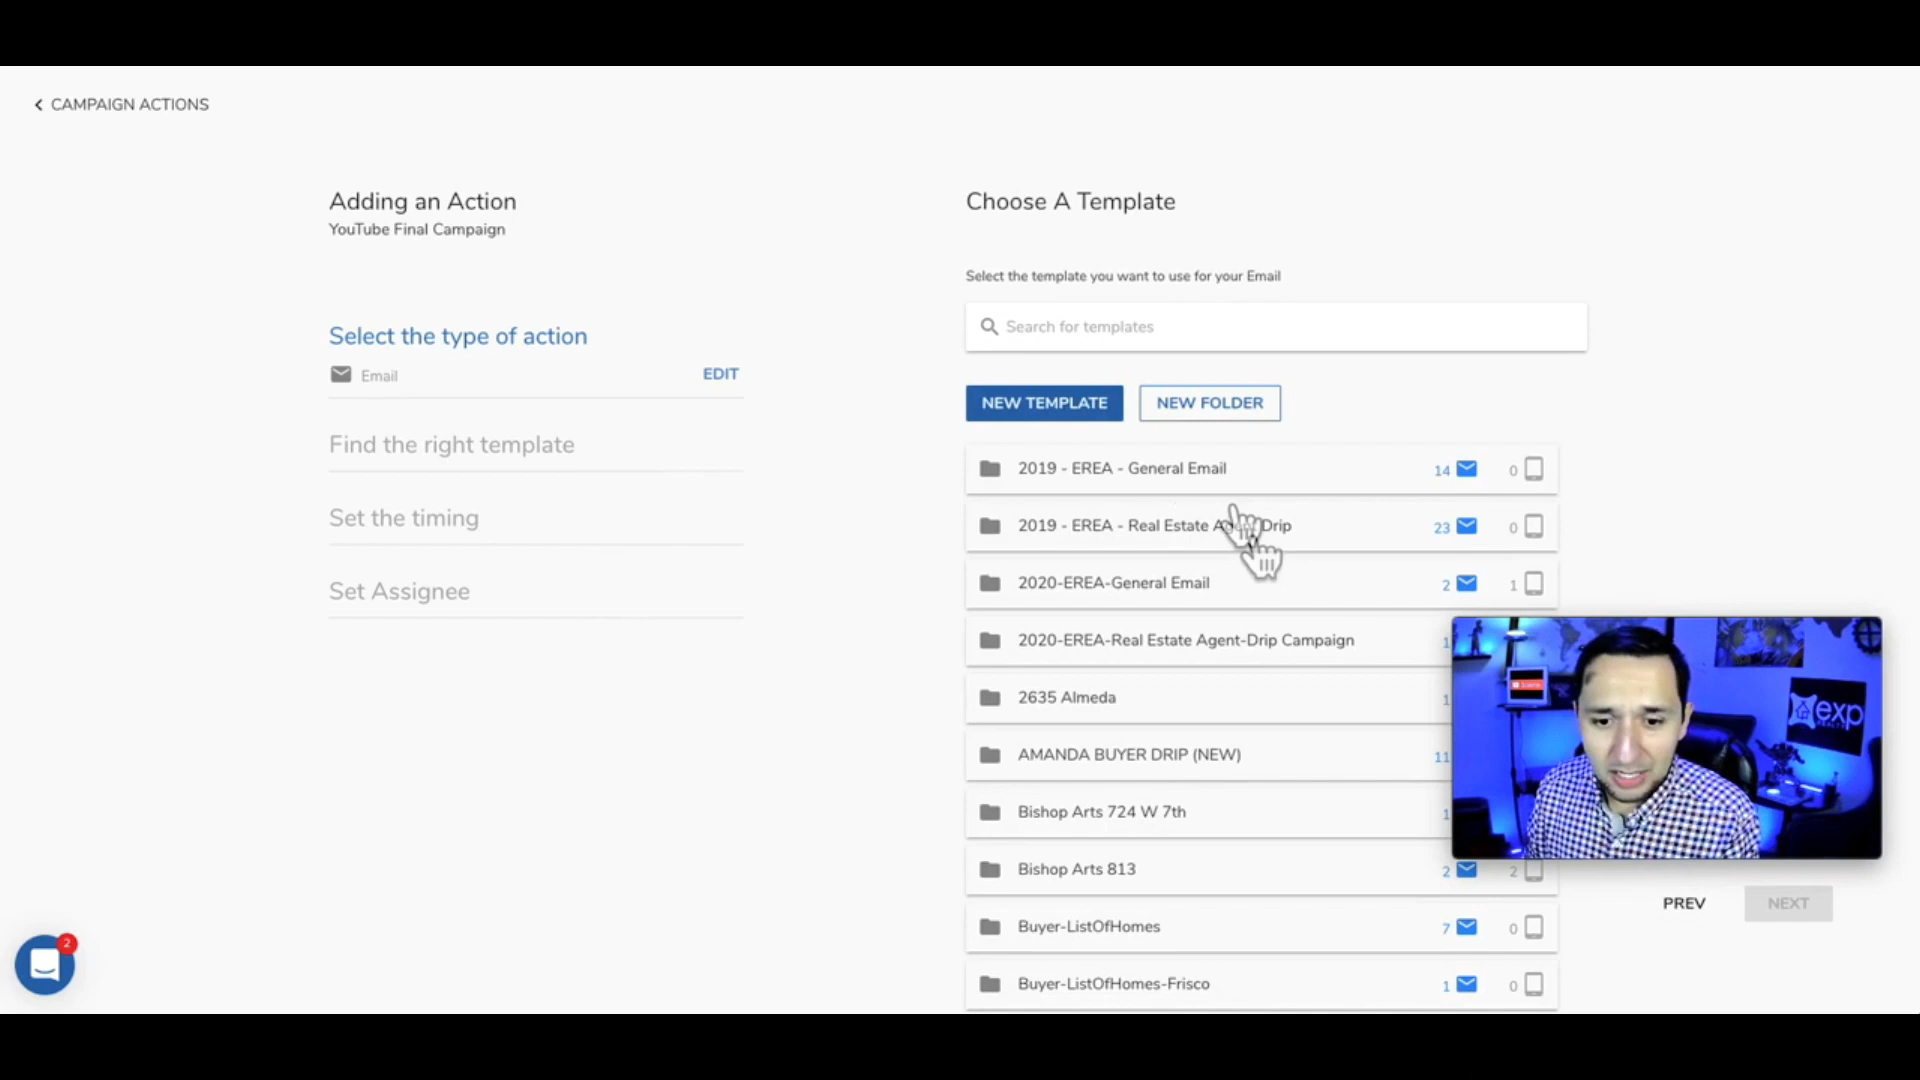 CAMPAIGN ACTIONS
Adding an Action
YouTube Final Campaign
Select the type of action
Email
EDIT
Find the right template
Set the timing
Set Assignee
Choose A Template
Select the template you want to use for your Email
Search for templates
NEW TEMPLATE
NEW FOLDER
2019 - EREA - General Email 14 0
2019 - EREA - Real Estate Agent Drip 23 0
2020-EREA-General Email 2 1
2020-EREA-Real Estate Agent-Drip Campaign
2635 Almeda
AMANDA BUYER DRIP (NEW) 11
Bishop Arts 724 W 7th
Bishop Arts 813 2 2
Buyer-ListOfHomes 7 0
Buyer-ListOfHomes-Frisco 1 0
exp
PREV
NEXT
2